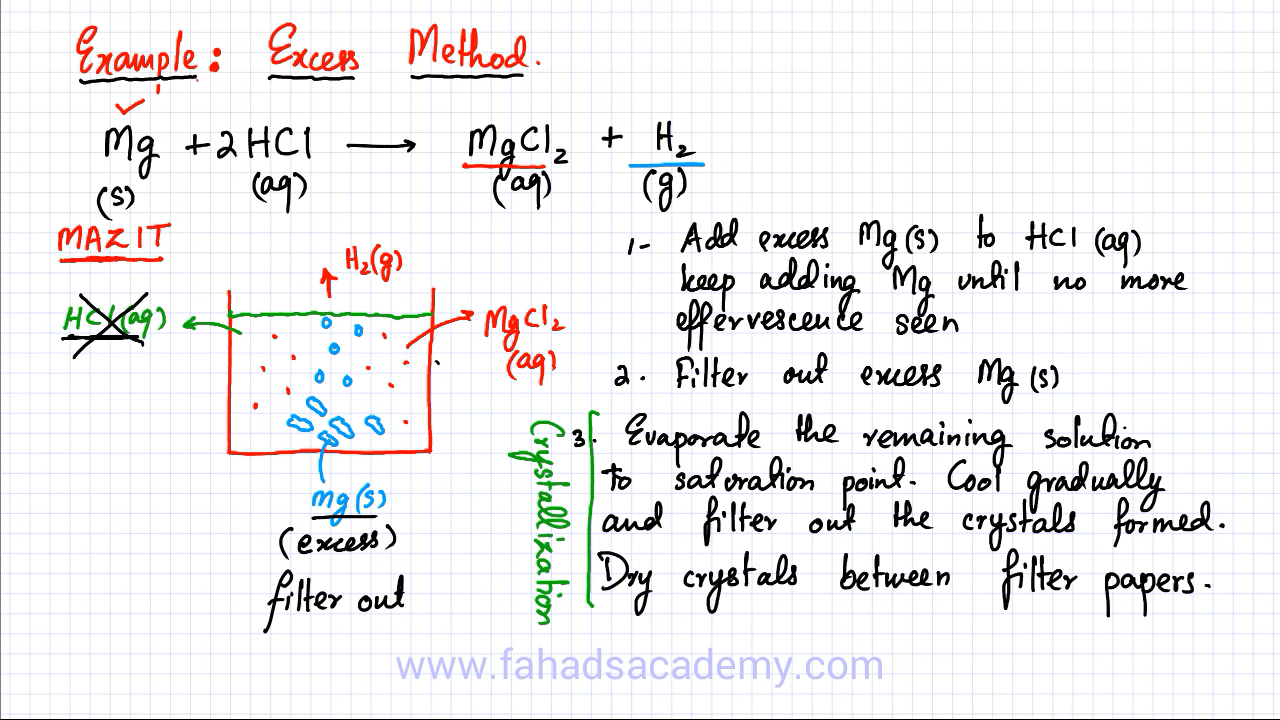 Example: Excess Method.
Mg + 2HCl → MgCl₂ + H₂
(s) (aq) (aq) (g)
MAZIT
H₂(g)
HCl(aq)
MgCl₂
(aq)
Mg(s)
(excess)
filter out
1- Add excess Mg(s) to HCl (aq)
keep adding Mg until no more
effervescence seen
2. Filter out excess Mg(s)
Crystallization
3. Evaporate the remaining solution
to saturation point. Cool gradually
and filter out the crystals formed.
Dry crystals between filter papers.
www.fahadsacademy.com